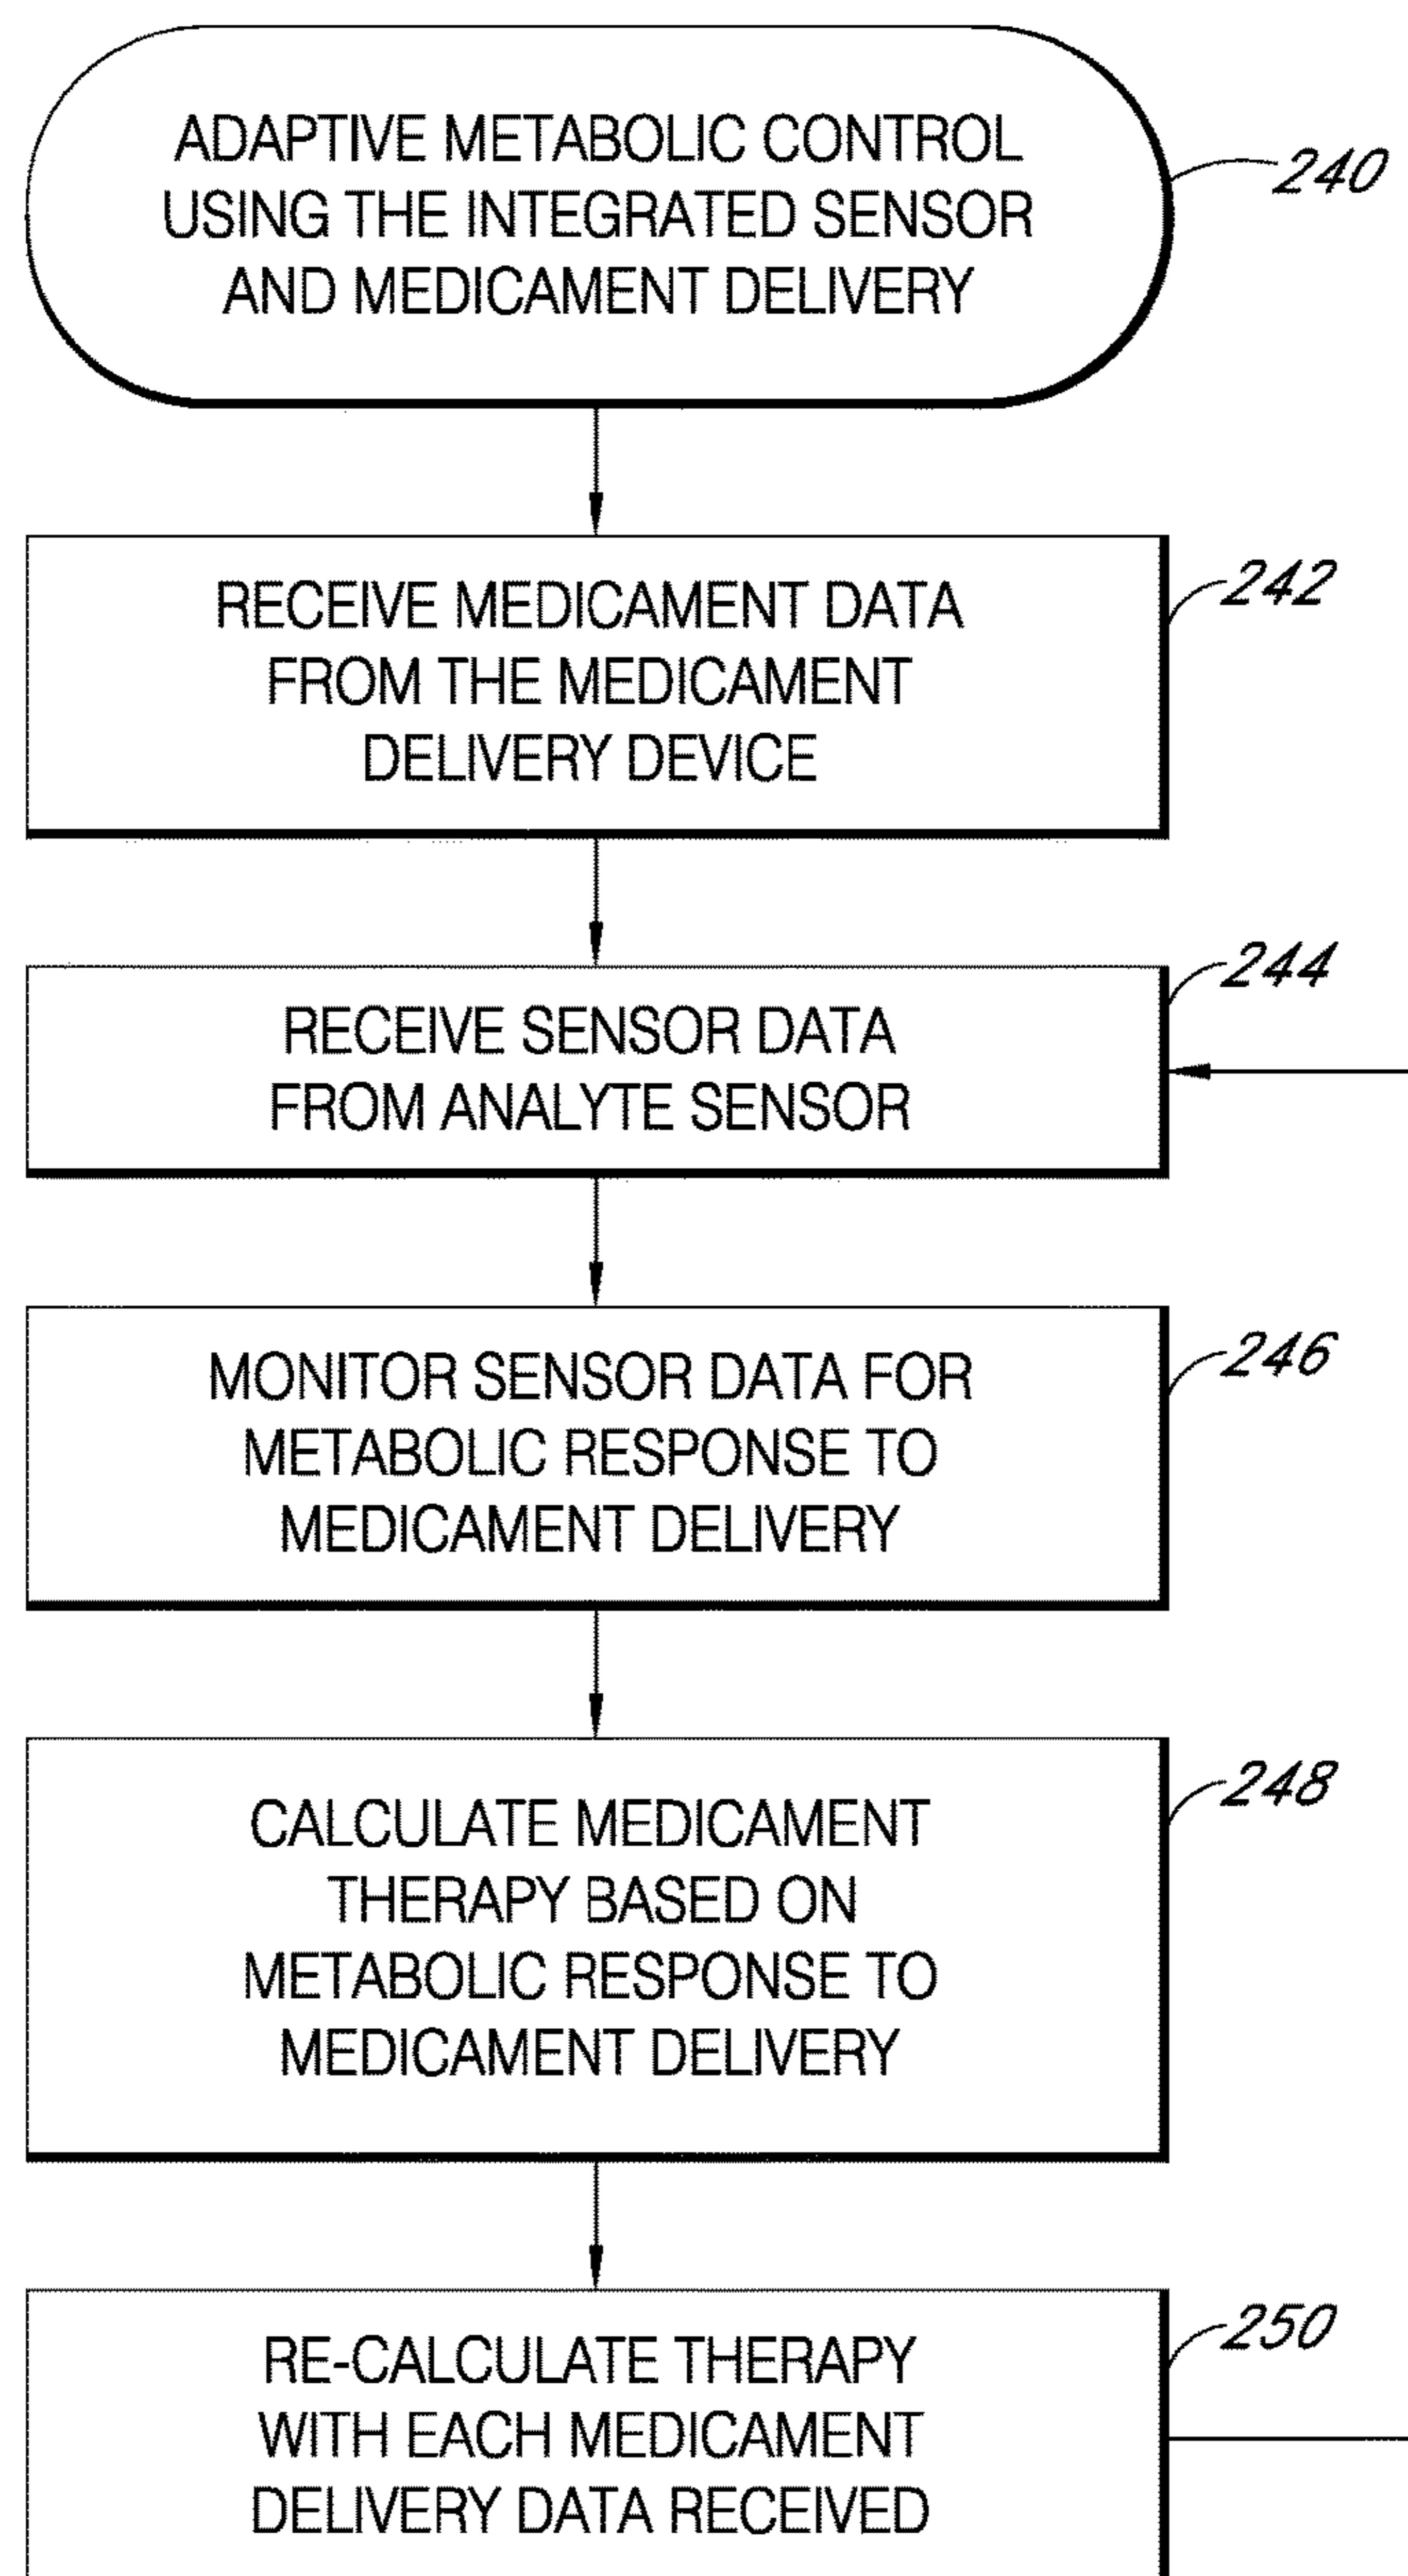 ADAPTIVE METABOLIC CONTROL
USING THE INTEGRATED SENSOR
AND MEDICAMENT DELIVERY
240
RECEIVE MEDICAMENT DATA
FROM THE MEDICAMENT
DELIVERY DEVICE
242
RECEIVE SENSOR DATA
FROM ANALYTE SENSOR
244
MONITOR SENSOR DATA FOR
METABOLIC RESPONSE TO
MEDICAMENT DELIVERY
246
CALCULATE MEDICAMENT
THERAPY BASED ON
METABOLIC RESPONSE TO
MEDICAMENT DELIVERY
248
RE-CALCULATE THERAPY
WITH EACH MEDICAMENT
DELIVERY DATA RECEIVED
250